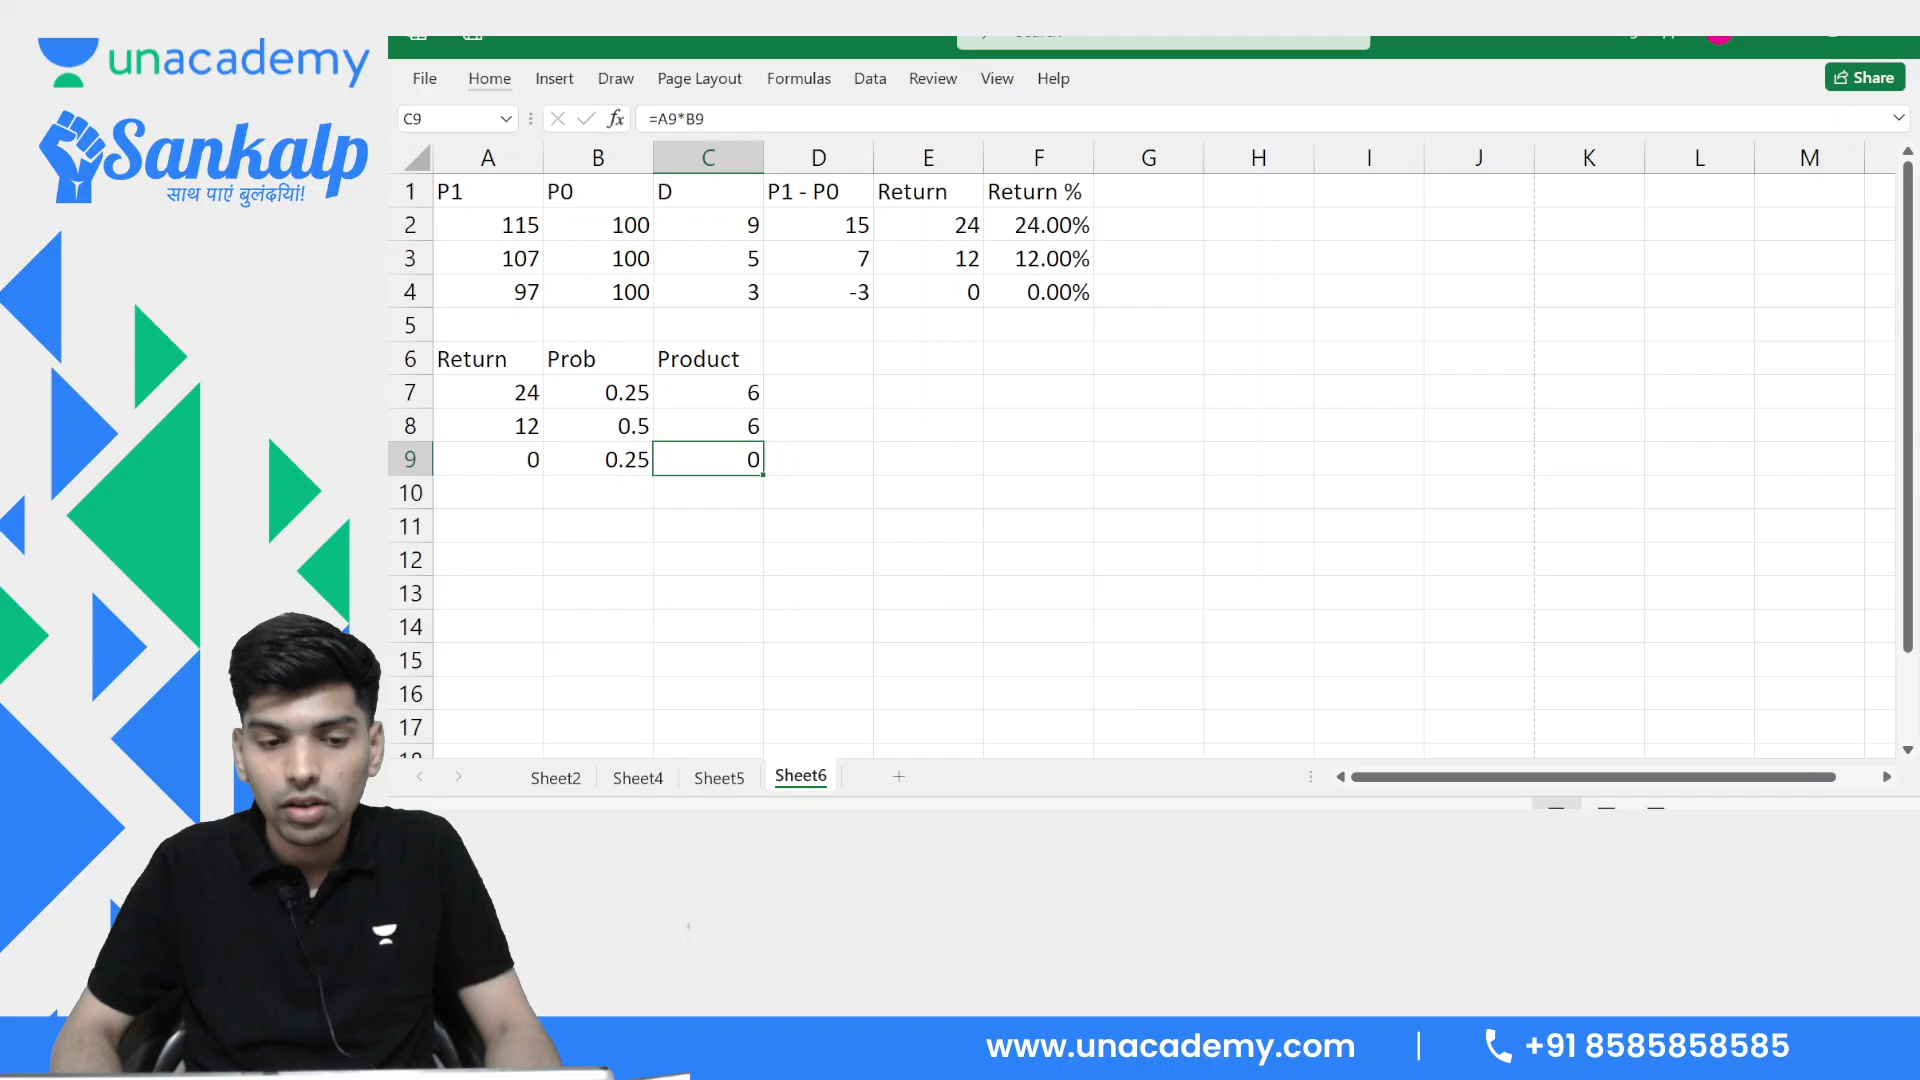 unacademy
Sankalp
साथ पाएं बुलंदियां!
File Home Insert Draw Page Layout Formulas Data Review View Help
Share
C9 fx =A9*B9
A B C D E F G H I J K L M
1 P1 P0 D P1 - P0 Return Return %
2 115 100 9 15 24 24.00%
3 107 100 5 7 12 12.00%
4 97 100 3 -3 0 0.00%
5
6 Return Prob Product
7 24 0.25 6
8 12 0.5 6
9 0 0.25 0
10
11
12
13
14
15
16
17
Sheet2 Sheet4 Sheet5 Sheet6 +
www.unacademy.com | +91 8585858585